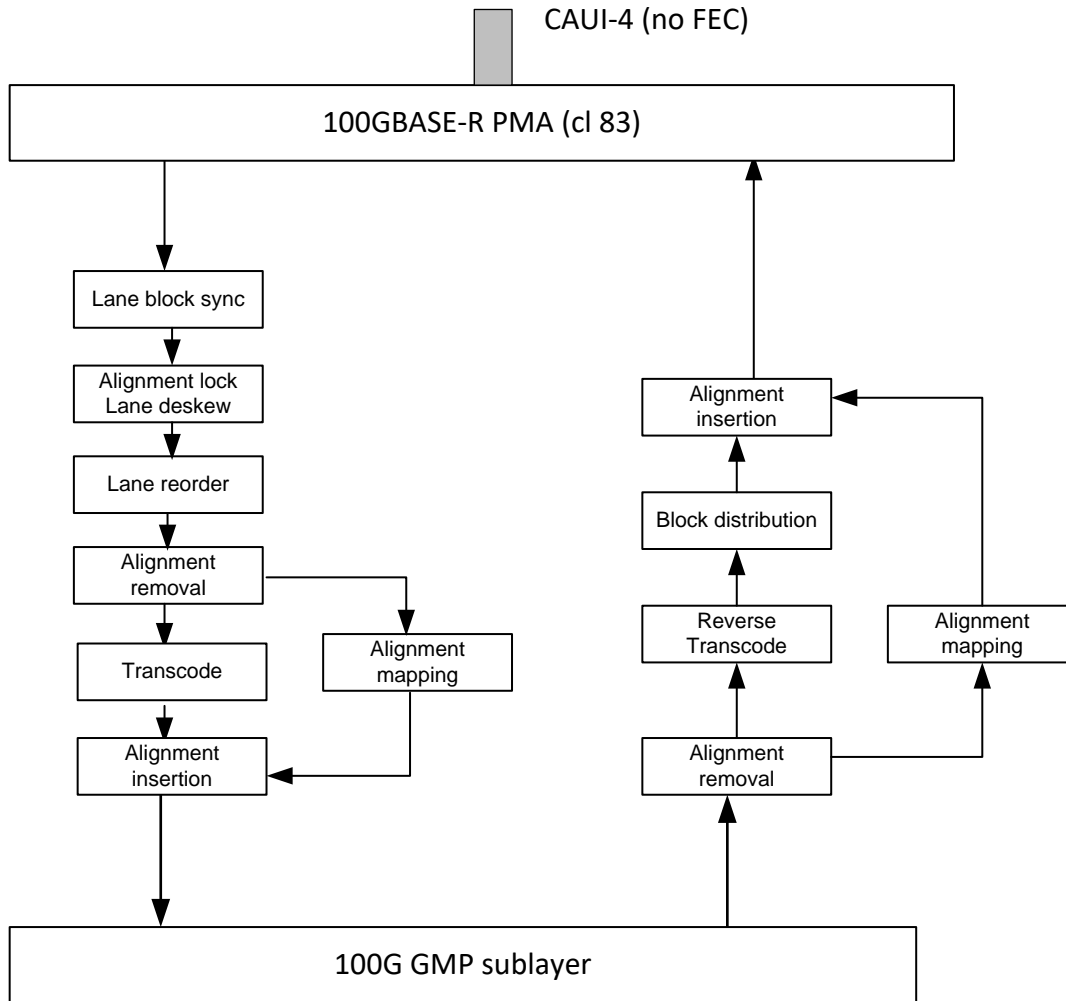 CAUI-4 (no FEC)
100GBASE-R PMA (cl 83)
Lane block sync
Alignment lock
Lane deskew
Lane reorder
Alignment
removal
Transcode
Alignment
mapping
Alignment
insertion
Alignment
insertion
Block distribution
Reverse
Transcode
Alignment
mapping
Alignment
removal
100G GMP sublayer